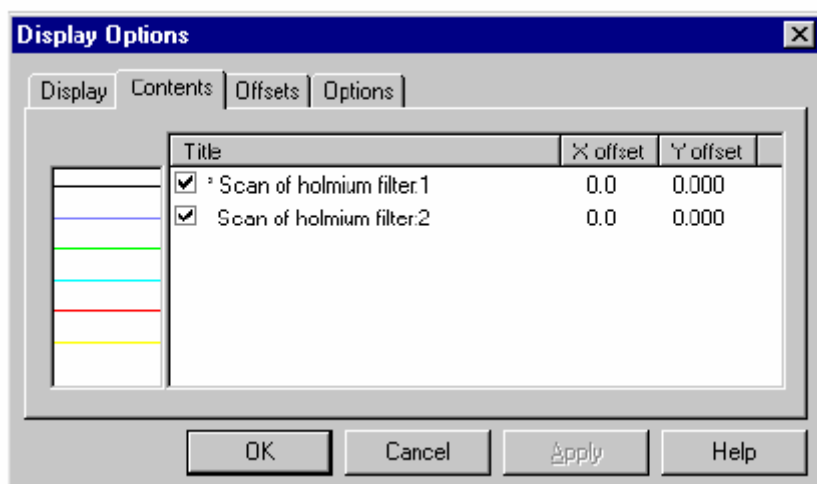 Display Options
Display Contents Offsets Options
Title X offset Y offset
* Scan of holmium filter:1 0.0 0.000
Scan of holmium filter:2 0.0 0.000
OK Cancel Apply Help